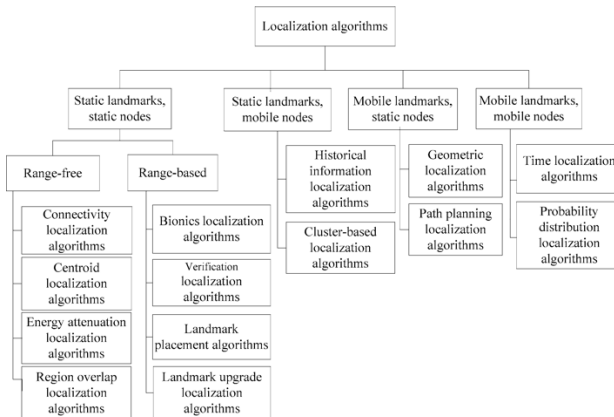 Localization algorithms
Static landmarks,
static nodes
Static landmarks,
mobile nodes
Mobile landmarks,
static nodes
Mobile landmarks,
mobile nodes
Range-free
Range-based
Connectivity
localization
algorithms
Centroid
localization
algorithms
Energy attenuation
localization
algorithms
Region overlap
localization
algorithms
Bionics localization
algorithms
Verification
localization
algorithms
Landmark
placement algorithms
Landmark upgrade
localization
algorithms
Historical
information
localization
algorithms
Cluster-based
localization
algorithms
Geometric
localization
algorithms
Path planning
localization
algorithms
Time localization
algorithms
Probability
distribution
localization
algorithms